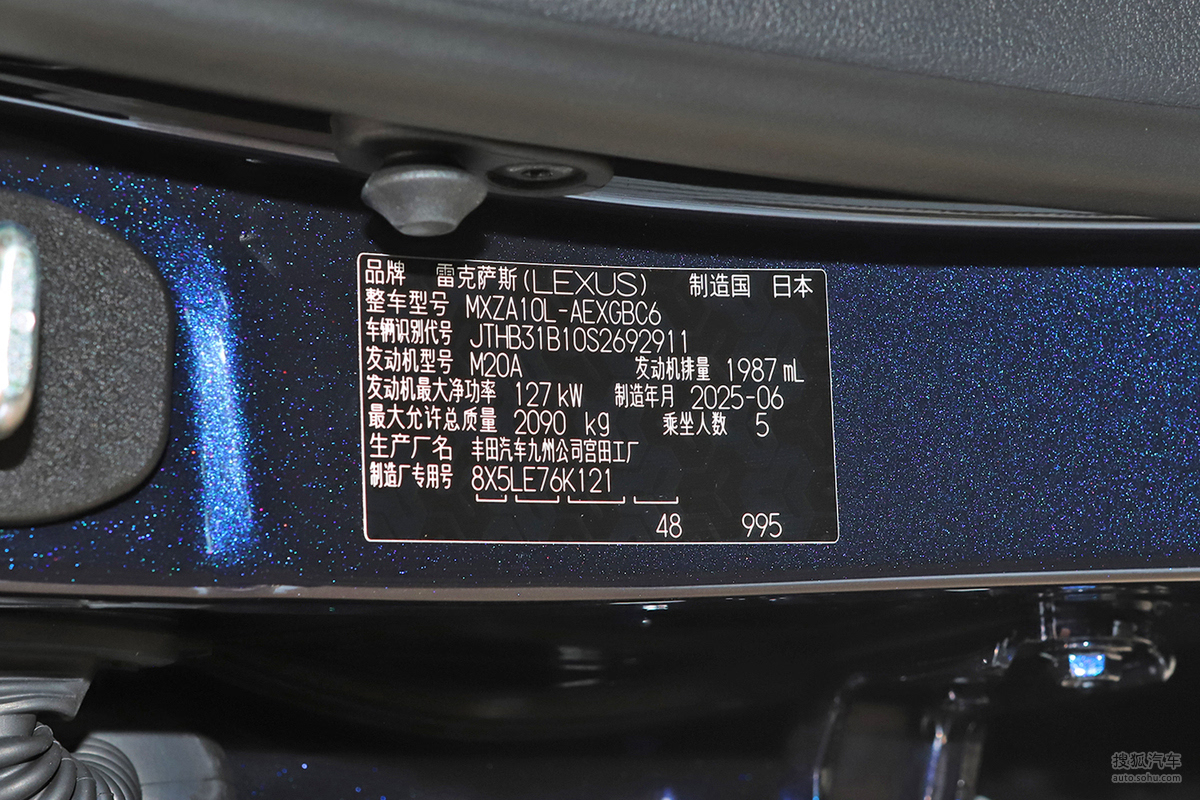 品牌 雷克萨斯(LEXUS) 制造国 日本
整车型号 MXZA10L-AEXGBC6
车辆识别代号 JTHB31B10S2692911
发动机型号 M20A 发动机排量 1987 mL
发动机最大净功率 127 kW 制造年月 2025-06
最大允许总质量 2090 kg 乘坐人数 5
生产厂名 丰田汽车九州公司宫田工厂
制造厂专用号 8X5LE76K121
48 995
搜狐汽车
auto.sohu.com